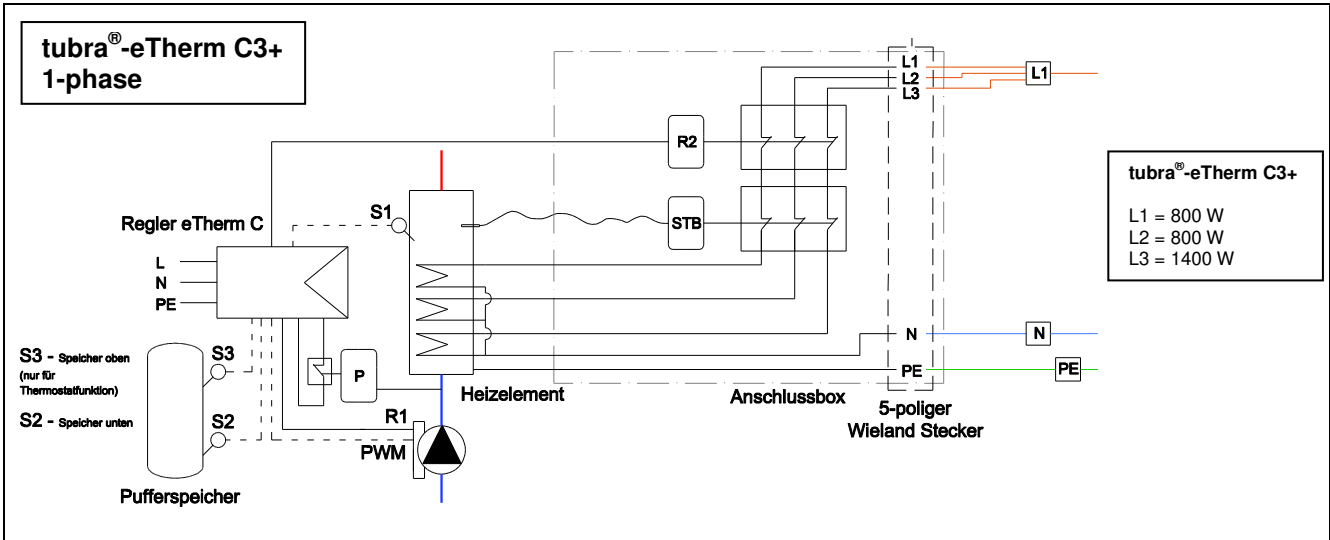 tubra®-eTherm C3+
1-phase
L1
L2
L3
L1
R2
tubra®-eTherm C3+
L1 = 800 W
L2 = 800 W
L3 = 1400 W
S1
STB
Regler eTherm C
L
N
PE
N
N
S3 - Speicher oben
(nur für
Thermostatfunktion)
S3
P
PE
PE
Heizelement
Anschlussbox
5-poliger
Wieland Stecker
S2 - Speicher unten
S2
R1
PWM
Pufferspeicher